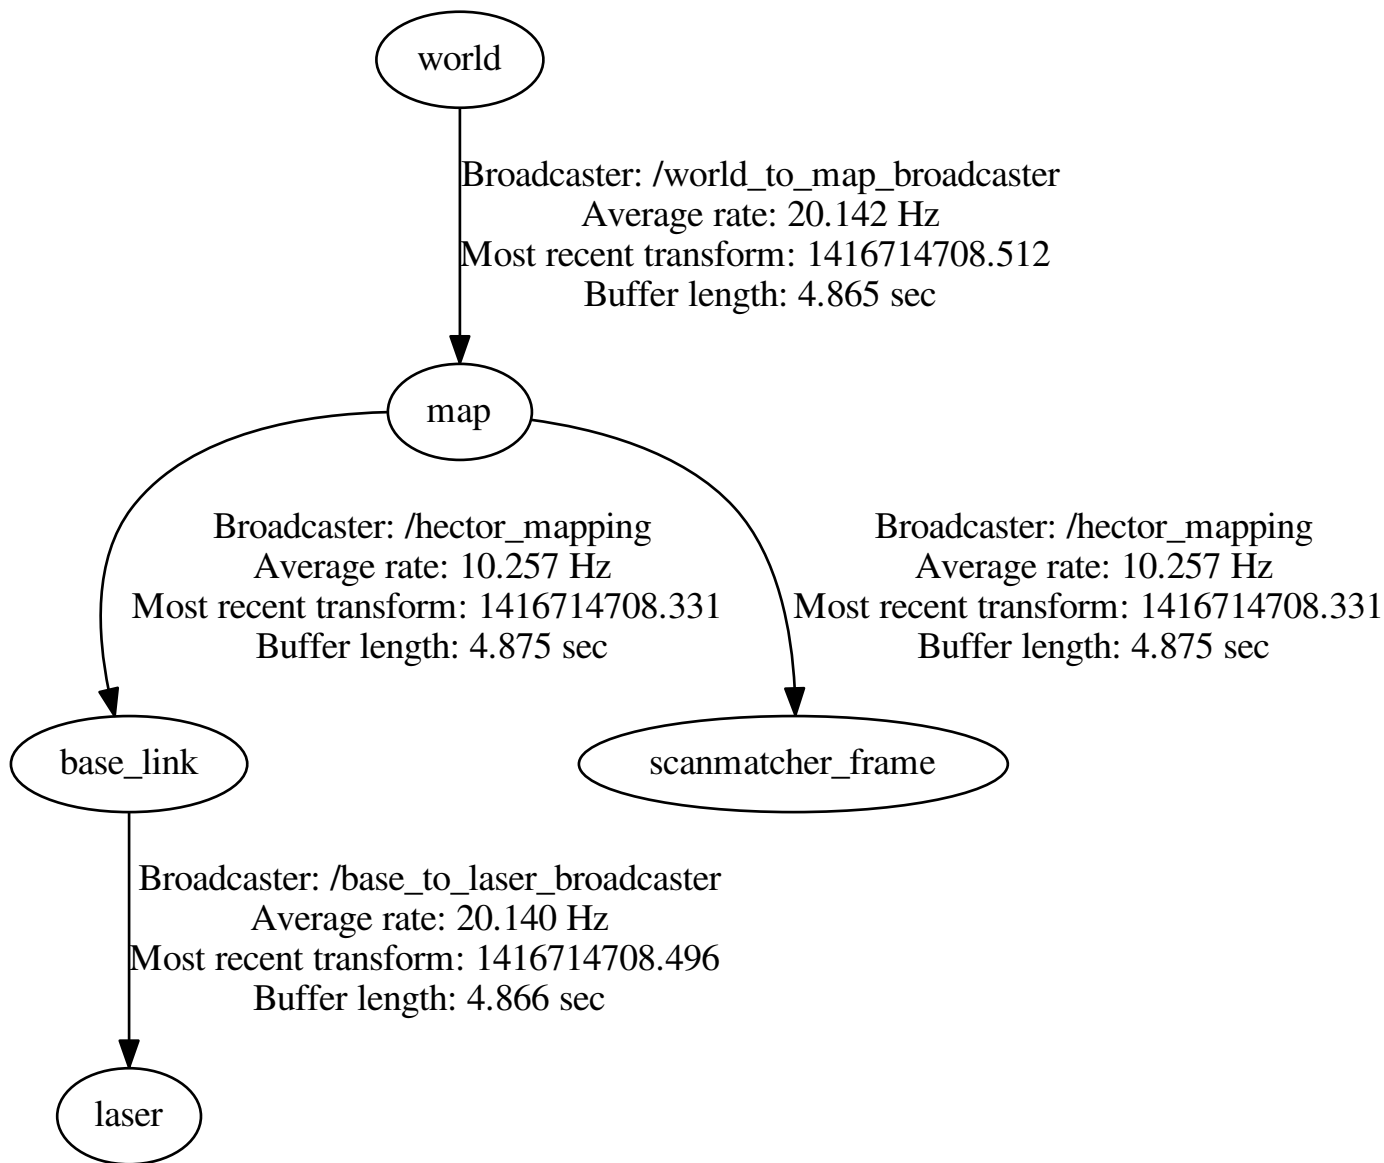 world
Broadcaster: /world_to_map_broadcaster
Average rate: 20.142 Hz
Most recent transform: 1416714708.512
Buffer length: 4.865 sec
map
Broadcaster: /hector_mapping
Average rate: 10.257 Hz
Most recent transform: 1416714708.331
Buffer length: 4.875 sec
Broadcaster: /hector_mapping
Average rate: 10.257 Hz
Most recent transform: 1416714708.331
Buffer length: 4.875 sec
base_link
scanmatcher_frame
Broadcaster: /base_to_laser_broadcaster
Average rate: 20.140 Hz
Most recent transform: 1416714708.496
Buffer length: 4.866 sec
laser